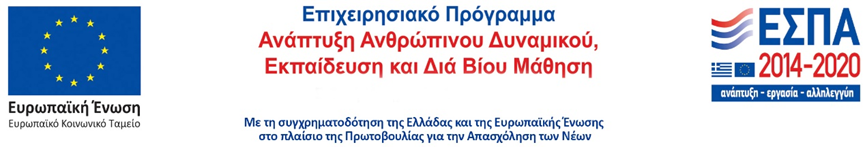 Ευρωπαϊκή Ένωση
Ευρωπαϊκό Κοινωνικό Ταμείο
Επιχειρησιακό Πρόγραμμα
Ανάπτυξη Ανθρώπινου Δυναμικού,
Εκπαίδευση και Διά Βίου Μάθηση
Με τη συγχρηματοδότηση της Ελλάδας και της Ευρωπαϊκής Ένωσης
στο πλαίσιο της Πρωτοβουλίας για την Απασχόληση των Νέων
ΕΣΠΑ
2014-2020
ανάπτυξη - εργασία - αλληλεγγύη